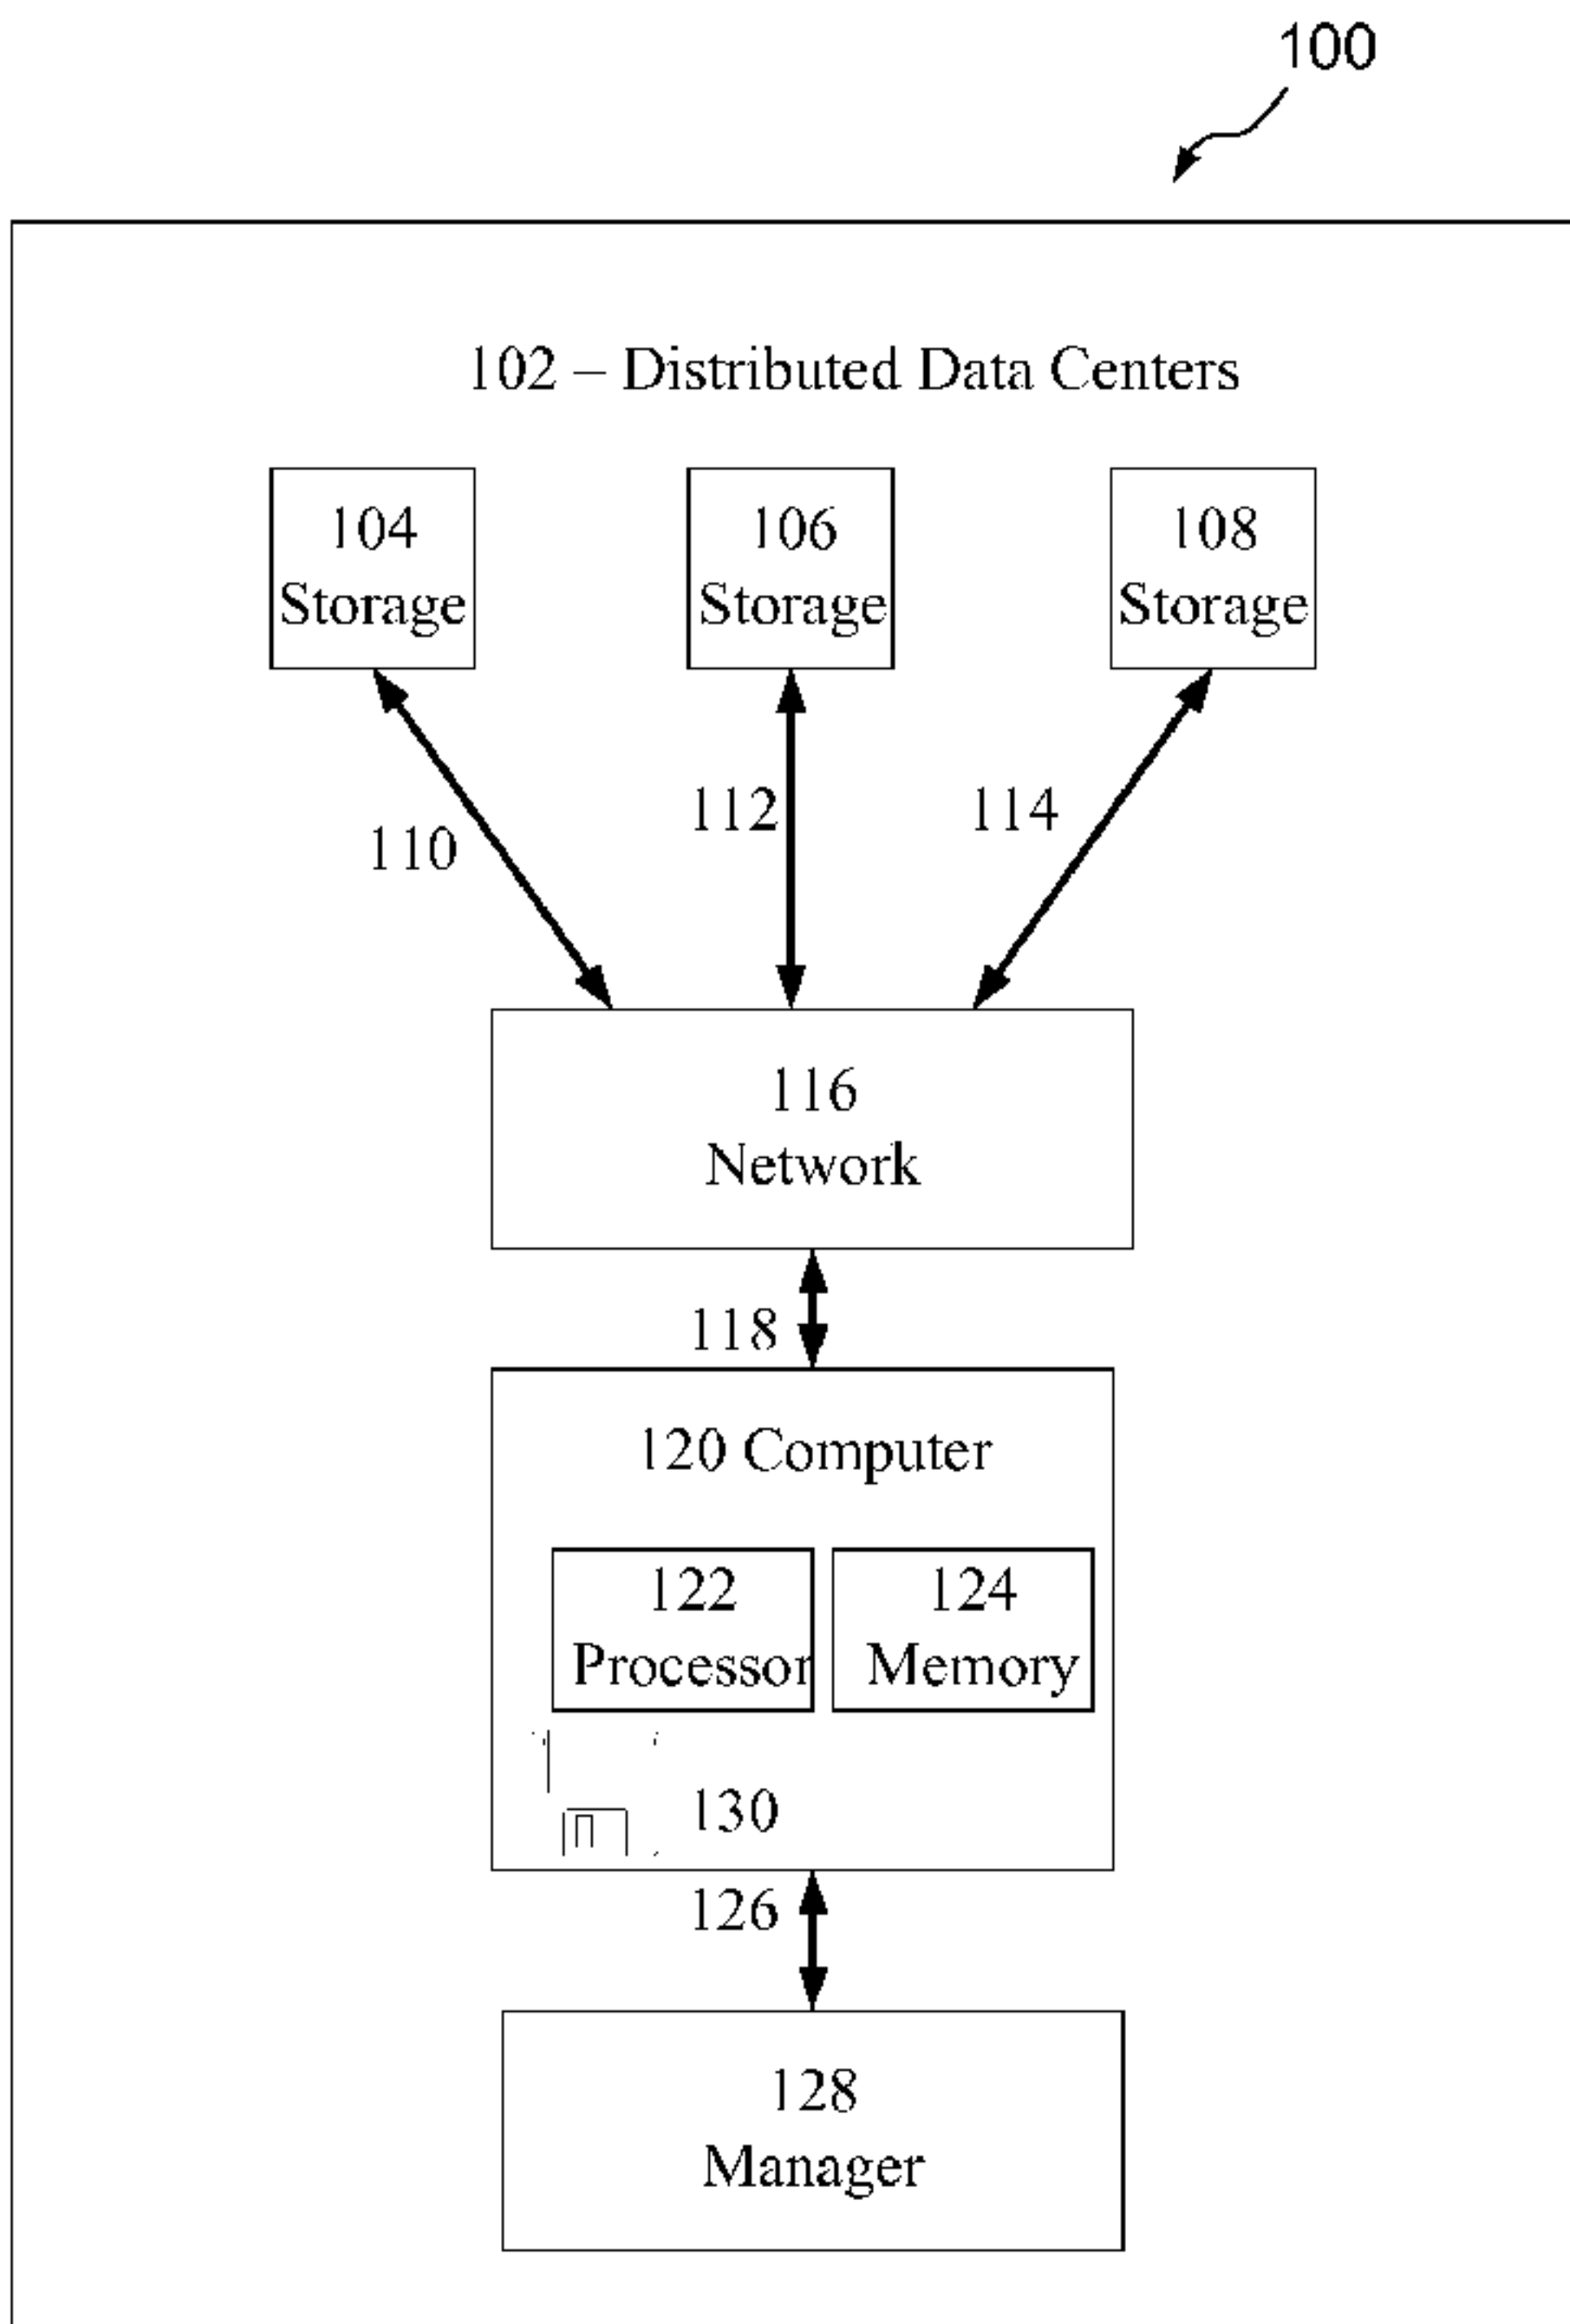 100
102 – Distributed Data Centers
104
Storage
106
Storage
108
Storage
110
112
114
116
Network
118
120 Computer
122
Processor
124
Memory
130
126
128
Manager